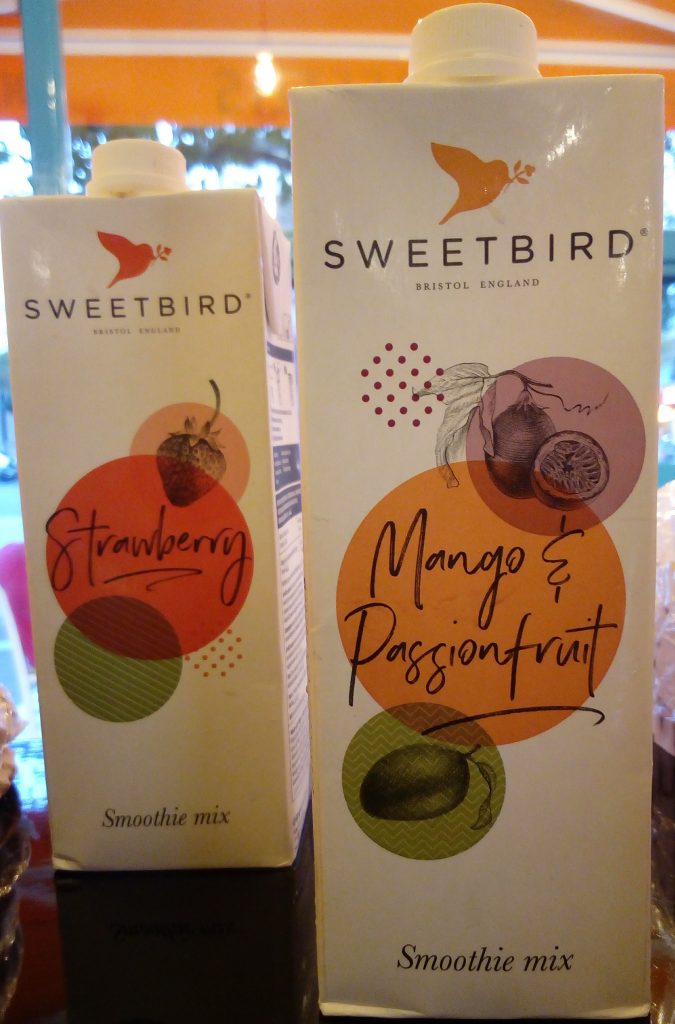 SWEETBIRD®
BRISTOL ENGLAND
Strawberry
Smoothie mix
SWEETBIRD®
BRISTOL ENGLAND
Mango &
Passionfruit
Smoothie mix